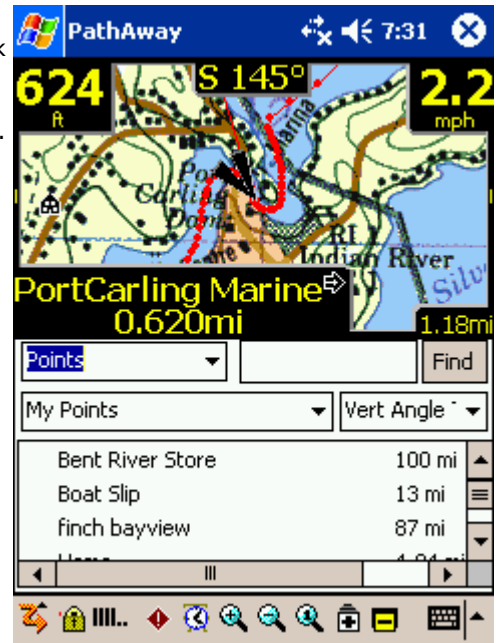 PathAway 7:31
624
ft
S 145°
2.2
mph
Marina
Port
Carling
Dom
RI
Indian River
Silv
PortCarling Marine
0.620mi
1.18mi
Points Find
My Points Vert Angle
Bent River Store 100 mi
Boat Slip 13 mi
finch bayview 87 mi